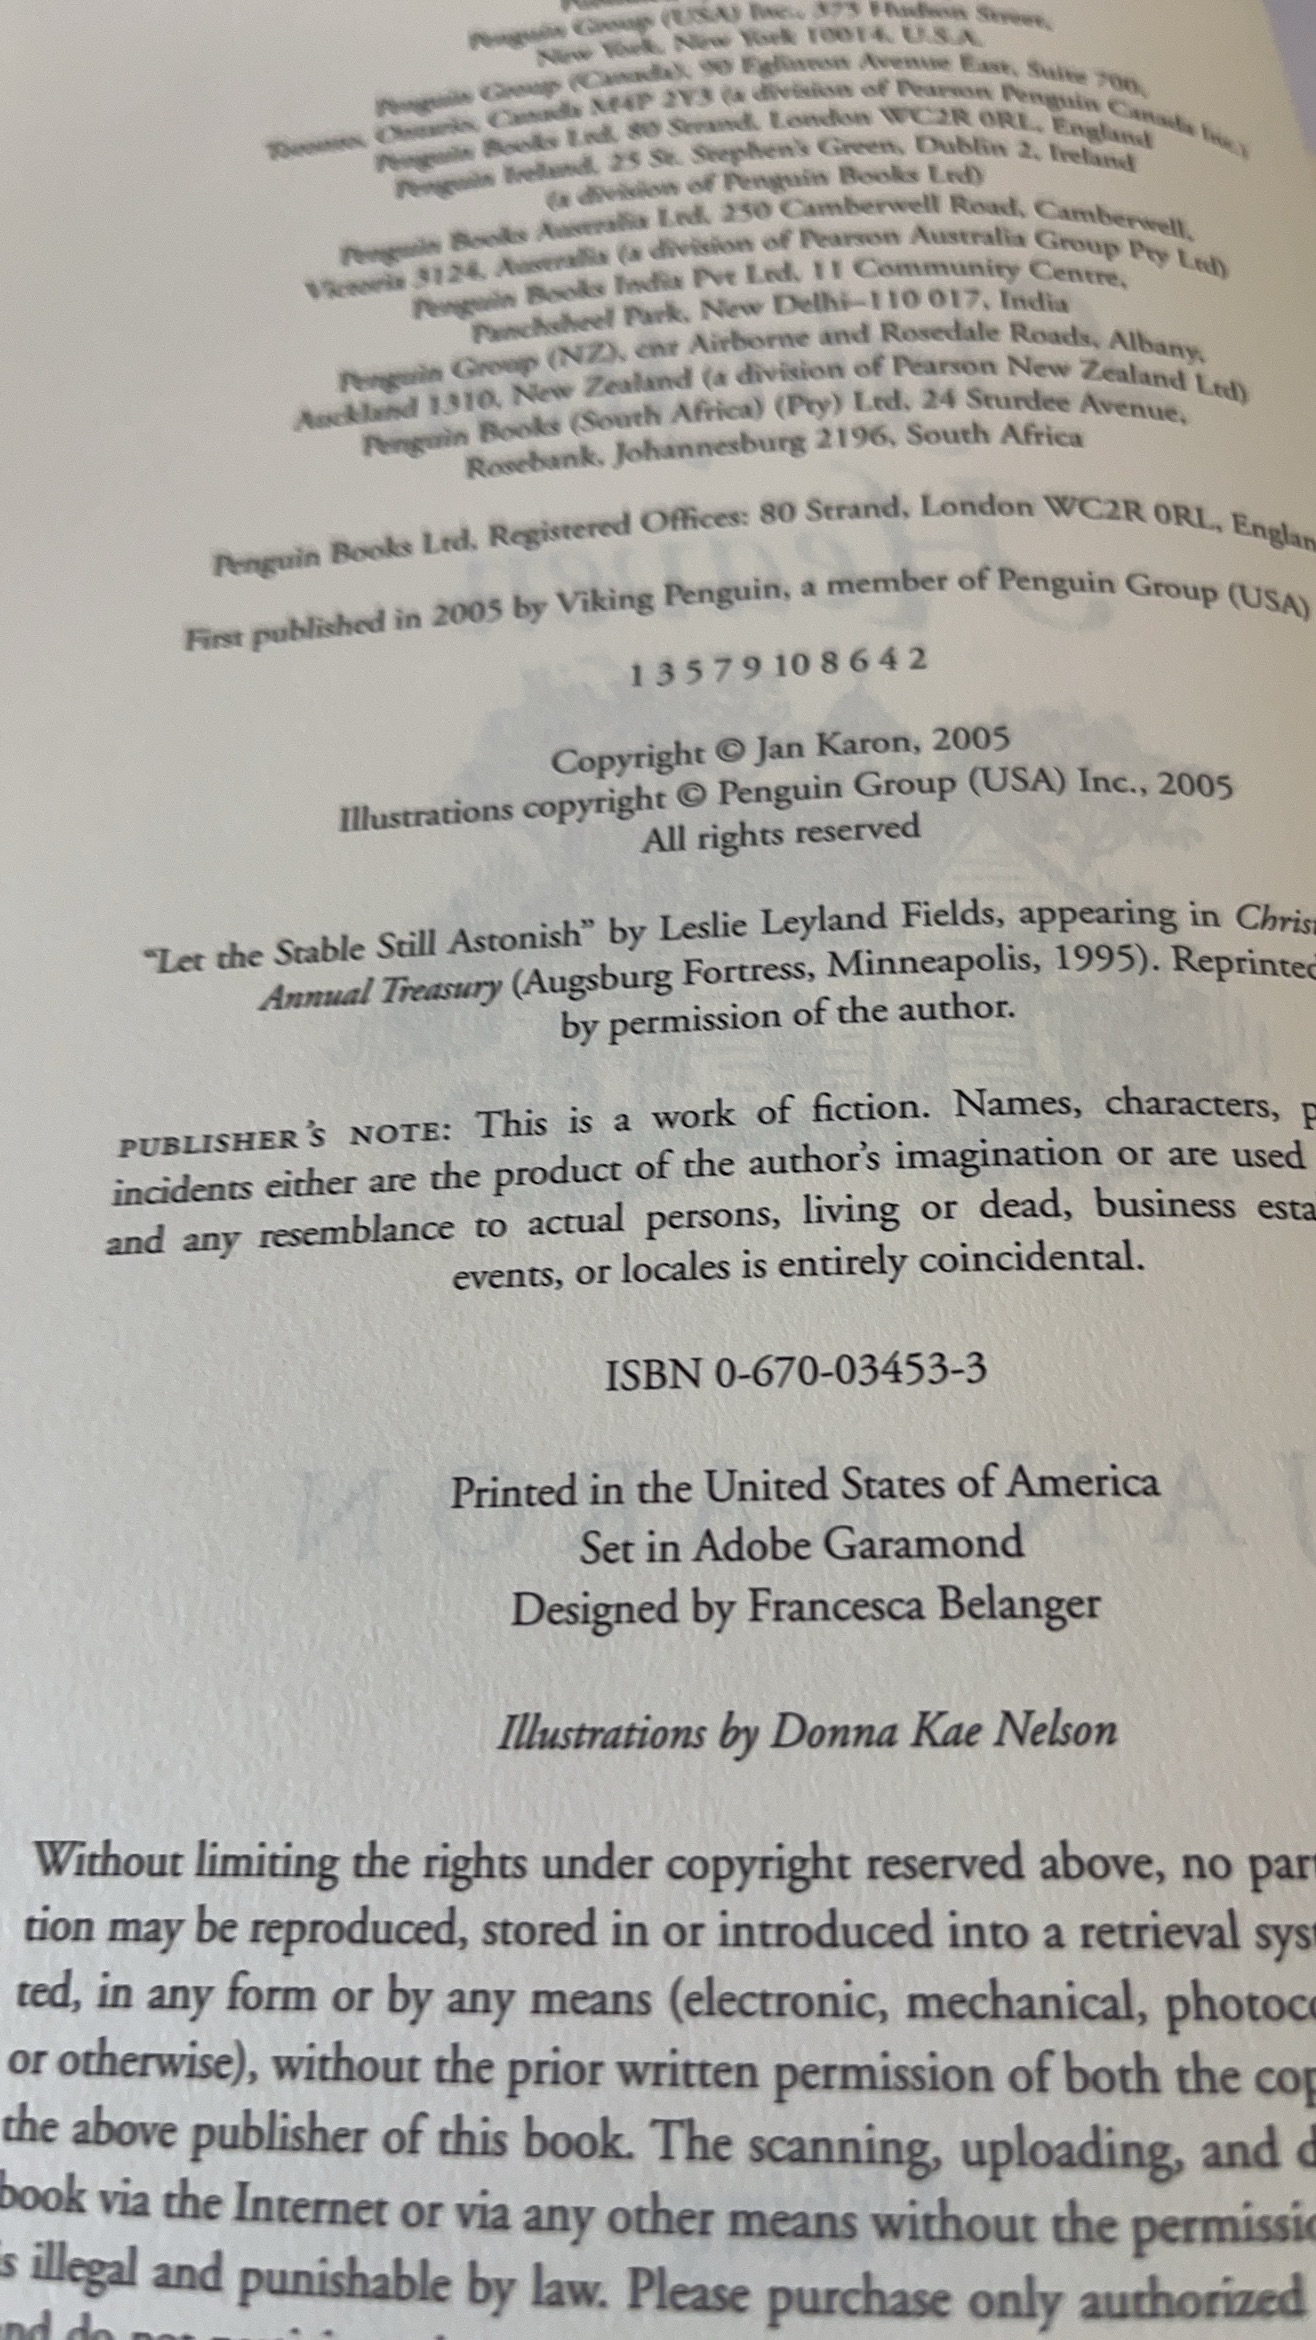 Penguin Group (USA) Inc., 375 Hudson Street,
New York, New York 10014, U.S.A.
Penguin Group (Canada), 90 Eglinton Avenue East, Suite 700,
Toronto, Ontario, Canada M4P 2Y3 (a division of Pearson Penguin Canada Inc.)
Penguin Books Ltd, 80 Strand, London WC2R 0RL, England
Penguin Ireland, 25 St. Stephen's Green, Dublin 2, Ireland
(a division of Penguin Books Ltd)
Penguin Books Australia Ltd, 250 Camberwell Road, Camberwell,
Victoria 3124, Australia (a division of Pearson Australia Group Pty Ltd)
Penguin Books India Pvt Ltd, 11 Community Centre,
Panchsheel Park, New Delhi–110 017, India
Penguin Group (NZ), cnr Airborne and Rosedale Roads, Albany,
Auckland 1310, New Zealand (a division of Pearson New Zealand Ltd)
Penguin Books (South Africa) (Pty) Ltd, 24 Sturdee Avenue,
Rosebank, Johannesburg 2196, South Africa
Penguin Books Ltd, Registered Offices: 80 Strand, London WC2R 0RL, Englan
First published in 2005 by Viking Penguin, a member of Penguin Group (USA)
1 3 5 7 9 10 8 6 4 2
Copyright © Jan Karon, 2005
Illustrations copyright © Penguin Group (USA) Inc., 2005
All rights reserved
“Let the Stable Still Astonish” by Leslie Leyland Fields, appearing in Christ
Annual Treasury (Augsburg Fortress, Minneapolis, 1995). Reprinted
by permission of the author.
PUBLISHER'S NOTE: This is a work of fiction. Names, characters, p
incidents either are the product of the author's imagination or are used
and any resemblance to actual persons, living or dead, business esta
events, or locales is entirely coincidental.
ISBN 0-670-03453-3
Printed in the United States of America
Set in Adobe Garamond
Designed by Francesca Belanger
Illustrations by Donna Kae Nelson
Without limiting the rights under copyright reserved above, no part
tion may be reproduced, stored in or introduced into a retrieval syst
ted, in any form or by any means (electronic, mechanical, photoco
or otherwise), without the prior written permission of both the cop
the above publisher of this book. The scanning, uploading, and d
book via the Internet or via any other means without the permissio
s illegal and punishable by law. Please purchase only authorized